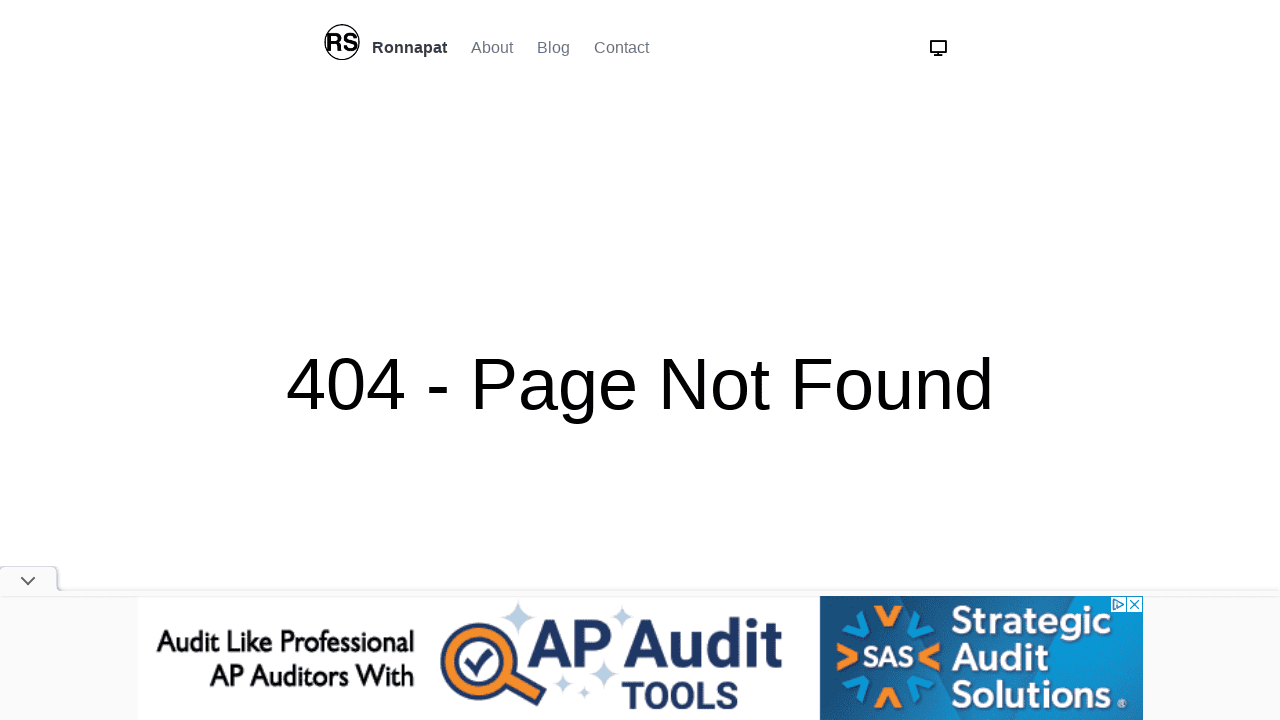 RS Ronnapat About Blog Contact
404 - Page Not Found
Audit Like Professional
AP Auditors With
AP Audit
TOOLS
SAS
Strategic
Audit
Solutions®